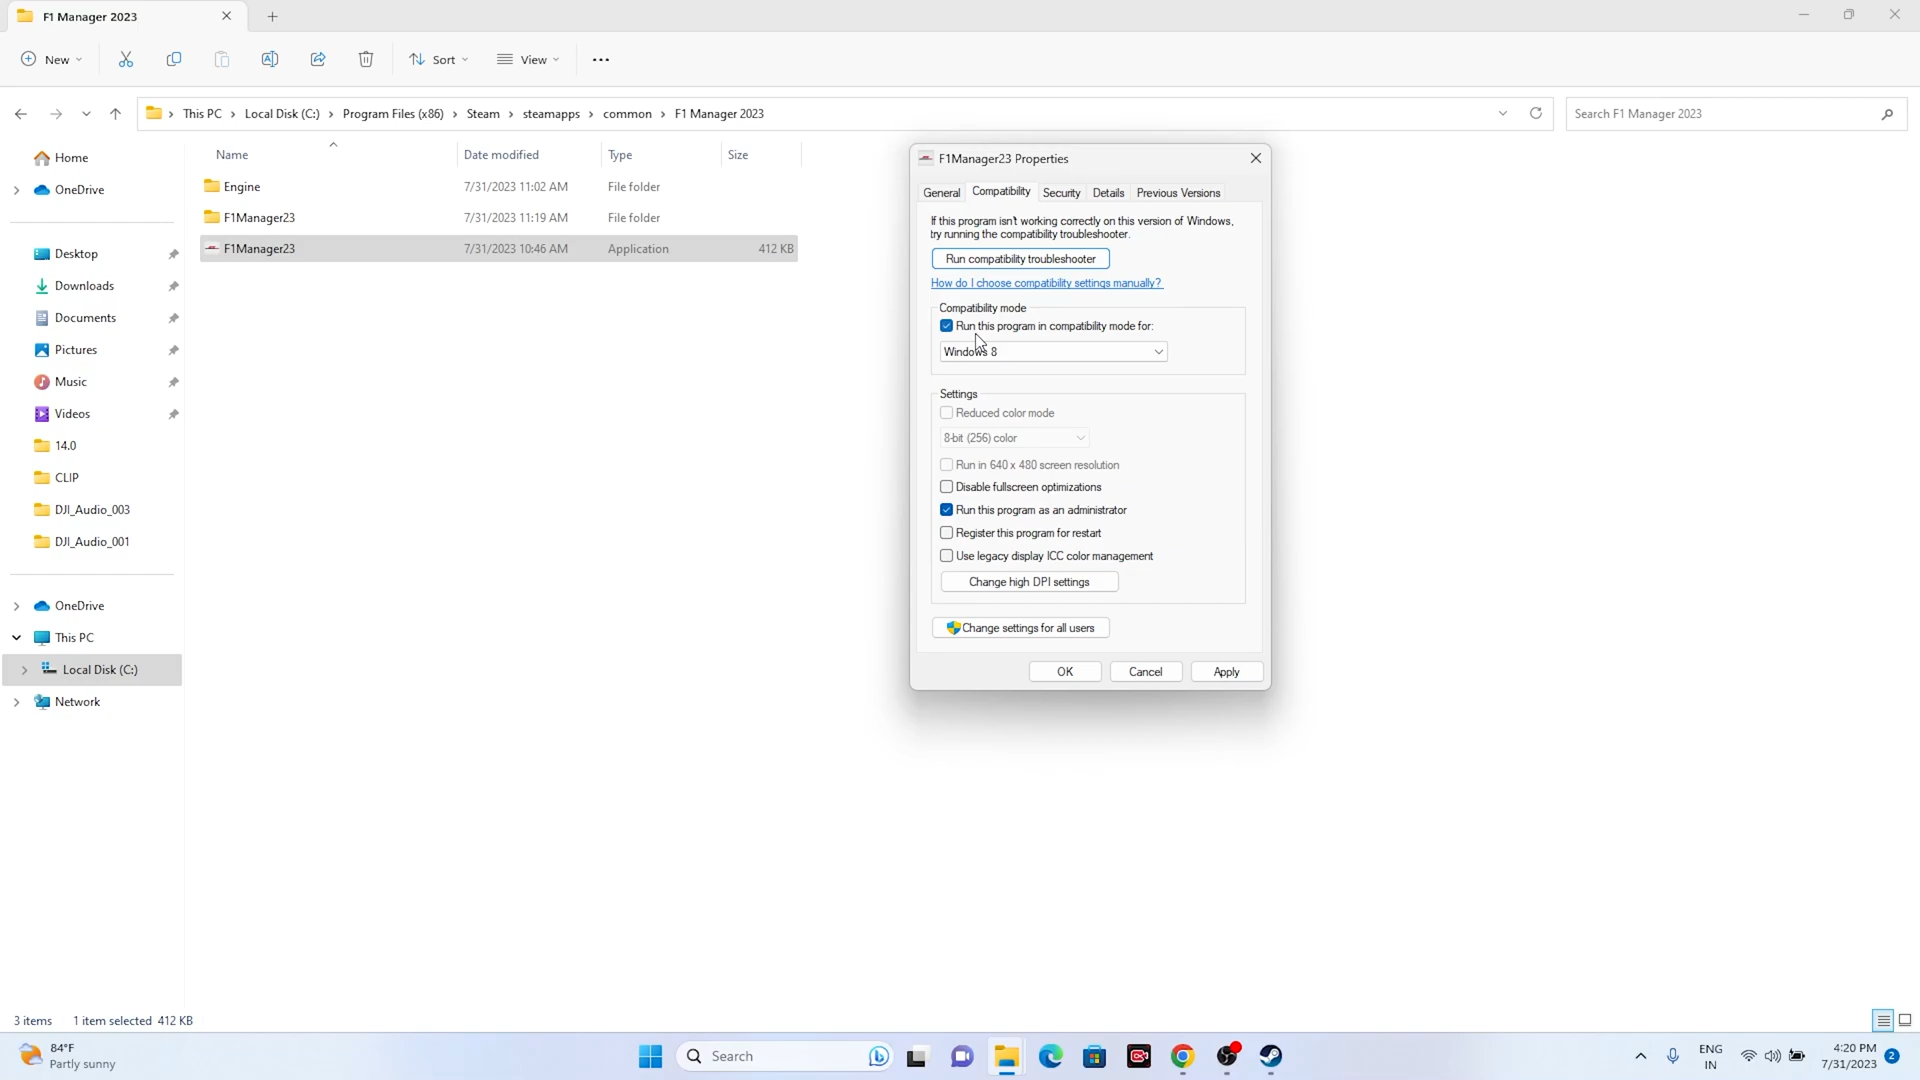 F1 Manager 2023
New
Sort
View
This PC
Local Disk (C:)
Program Files (x86)
Steam
steamapps
common
F1 Manager 2023
Search F1 Manager 2023
Home
OneDrive
Desktop
Downloads
Documents
Pictures
Music
Videos
14.0
CLIP
DJI_Audio_003
DJI_Audio_001
OneDrive
This PC
Local Disk (C:)
Network
Name Date modified Type Size
Engine 7/31/2023 11:02 AM File folder
F1Manager23 7/31/2023 11:19 AM File folder
F1Manager23 7/31/2023 10:46 AM Application 412 KB
F1Manager23 Properties
General Compatibility Security Details Previous Versions
If this program isn't working correctly on this version of Windows,
try running the compatibility troubleshooter.
Run compatibility troubleshooter
How do I choose compatibility settings manually?
Compatibility mode
Run this program in compatibility mode for:
Windows 8
Settings
Reduced color mode
8-bit (256) color
Run in 640 x 480 screen resolution
Disable fullscreen optimizations
Run this program as an administrator
Register this program for restart
Use legacy display ICC color management
Change high DPI settings
Change settings for all users
OK Cancel Apply
3 items 1 item selected 412 KB
84°F
Partly sunny
Search
ENG
IN
4:20 PM
7/31/2023
2